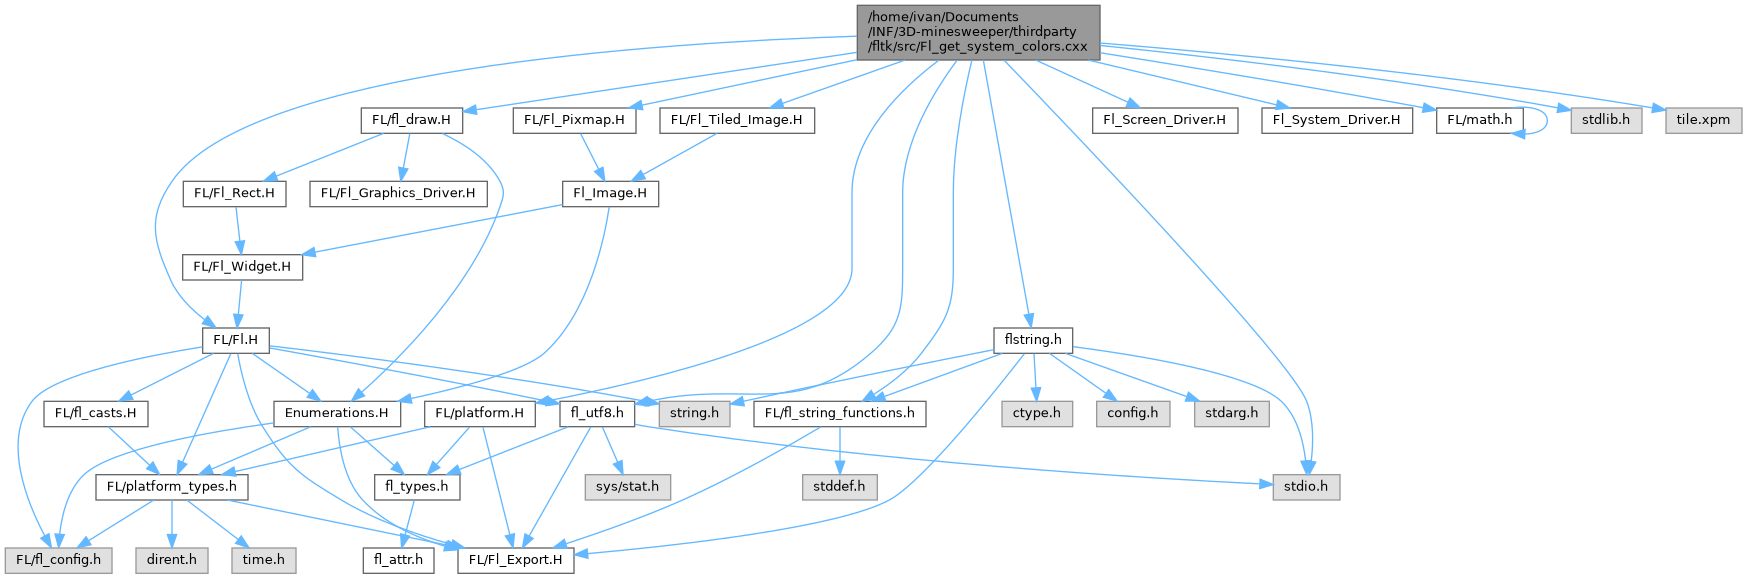 /home/ivan/Documents
/INF/3D-minesweeper/thirdparty
/fltk/src/Fl_get_system_colors.cxx
FL/fl_draw.H
FL/Fl_Pixmap.H
FL/Fl_Tiled_Image.H
Fl_Screen_Driver.H
Fl_System_Driver.H
FL/math.h
stdlib.h
tile.xpm
FL/Fl_Rect.H
FL/Fl_Graphics_Driver.H
Fl_Image.H
FL/Fl_Widget.H
FL/Fl.H
flstring.h
FL/fl_casts.H
Enumerations.H
FL/platform.H
fl_utf8.h
string.h
FL/fl_string_functions.h
ctype.h
config.h
stdarg.h
FL/platform_types.h
fl_types.h
sys/stat.h
stddef.h
stdio.h
FL/fl_config.h
dirent.h
time.h
fl_attr.h
FL/Fl_Export.H